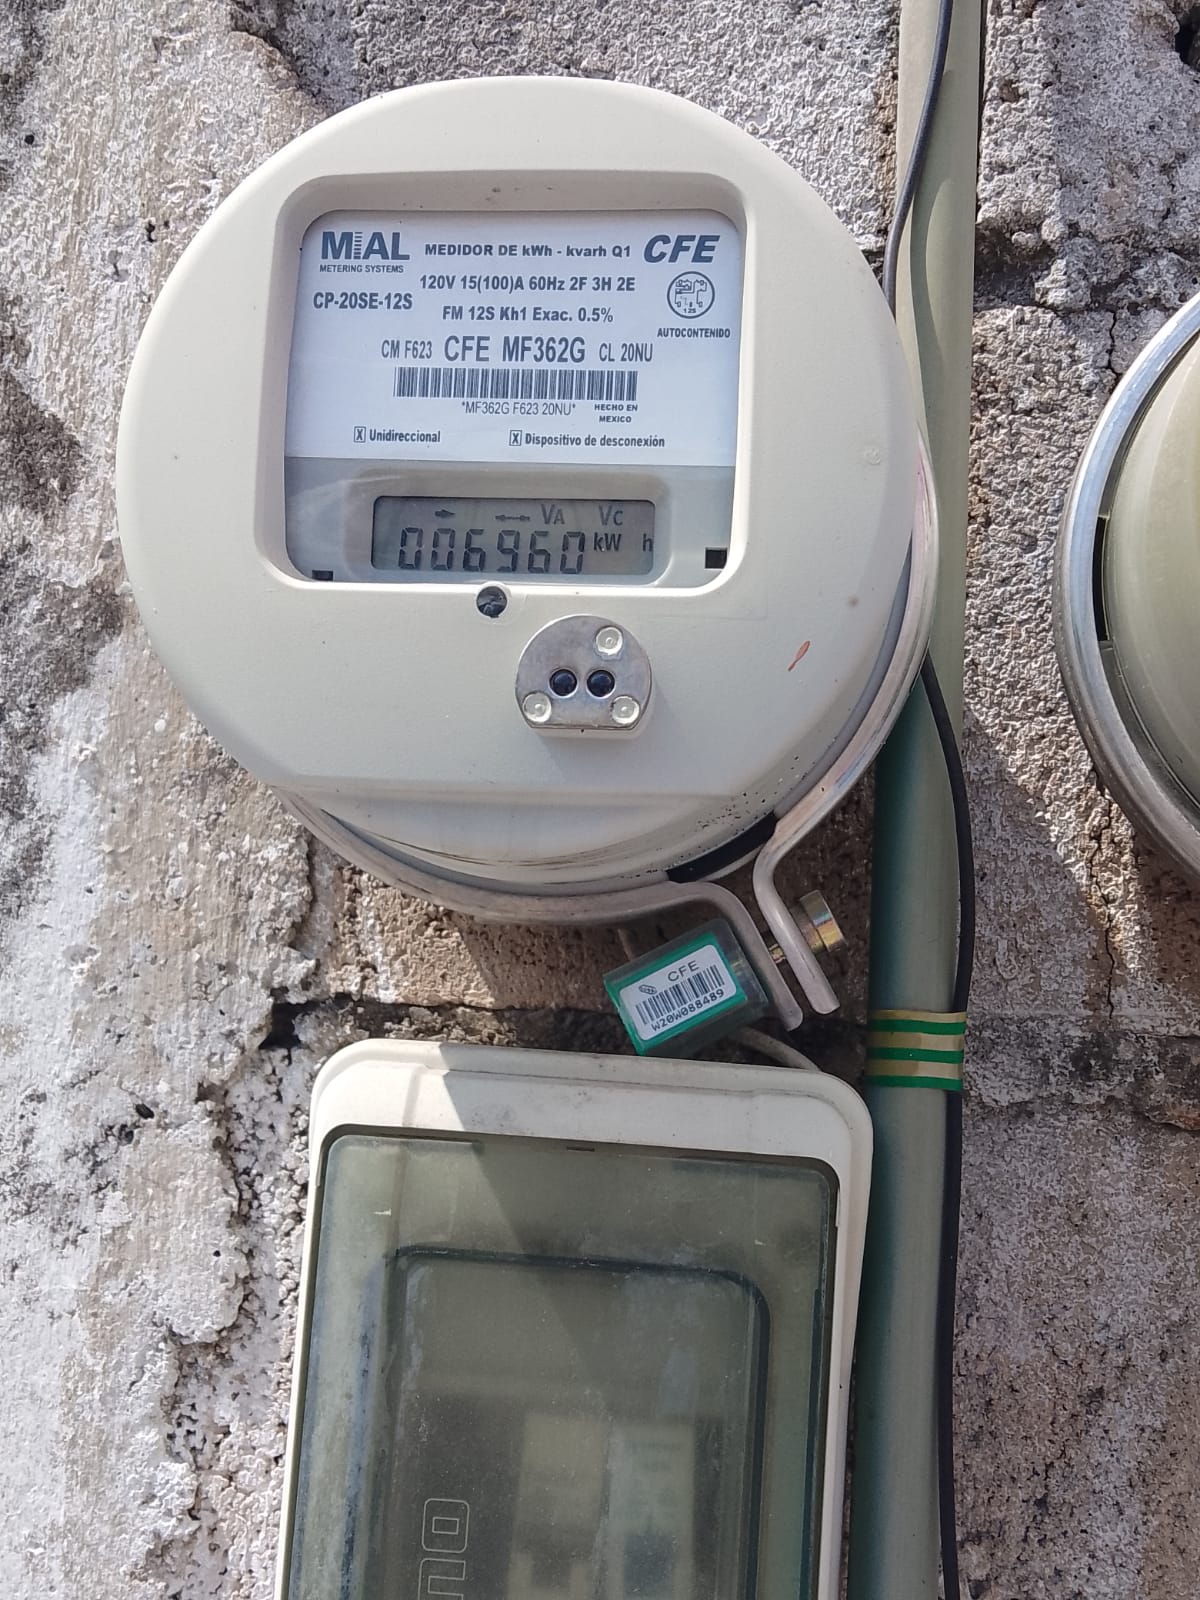 MIAL
METERING SYSTEMS
MEDIDOR DE kWh - kvarh Q1
CFE
120V 15(100)A 60Hz 2F 3H 2E
CP-20SE-12S
FM 12S Kh1 Exac. 0.5%
12S
AUTOCONTENIDO
CM F623 CFE MF362G CL 20NU
*MF362G F623 20NU*
HECHO EN
MEXICO
X Unidireccional
X Dispositivo de desconexión
VA VC
006960 kW h
CFE
W20W088489